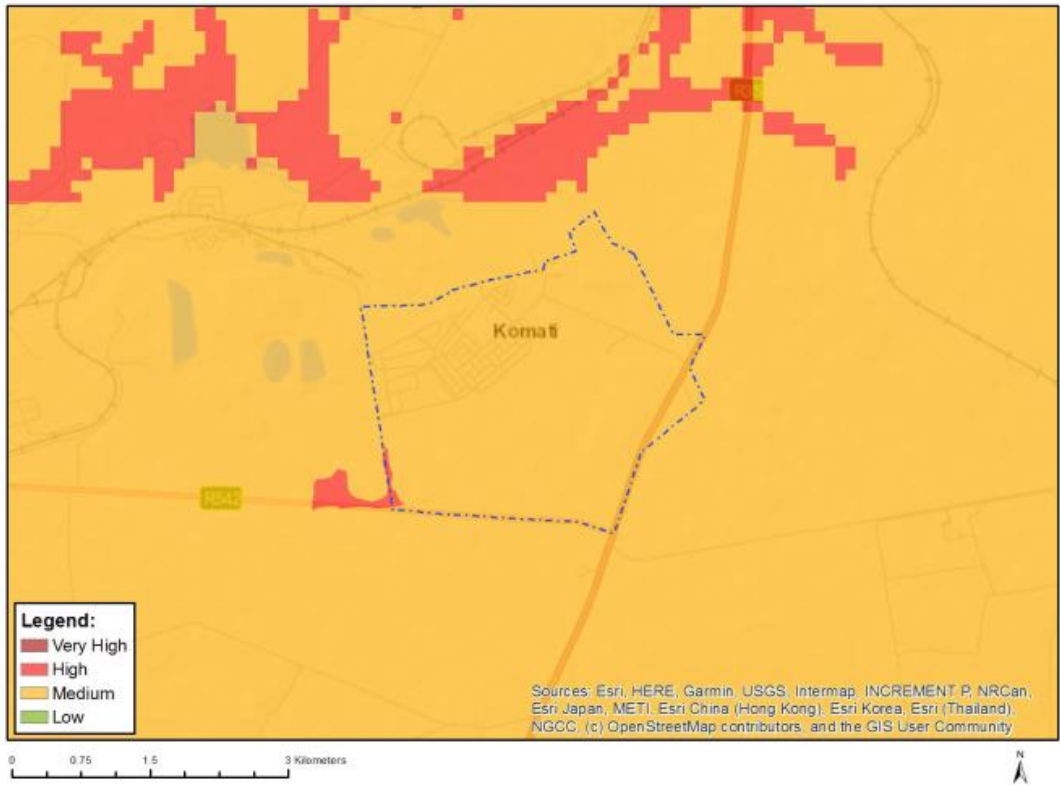 Komati
R542
Legend:
Very High
High
Medium
Low
Sources: Esri, HERE, Garmin, USGS, Intermap, INCREMENT P, NRCan,
Esri Japan, METI, Esri China (Hong Kong), Esri Korea, Esri (Thailand),
NGCC, (c) OpenStreetMap contributors, and the GIS User Community
0 0.75 1.5 3 Kilometers
N